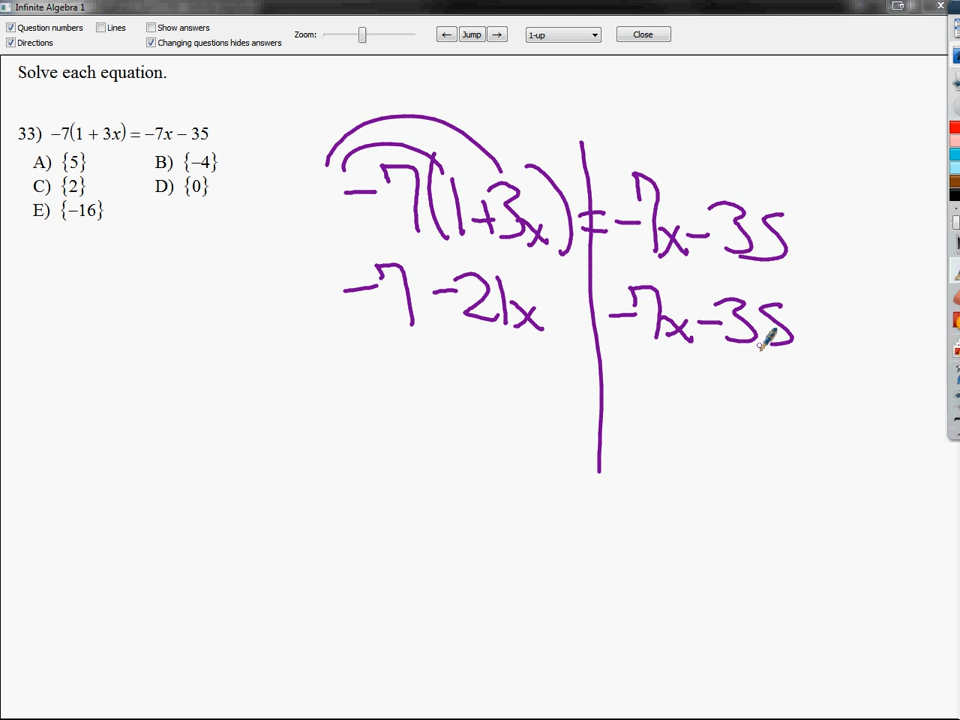 Infinite Algebra 1
Question numbers Lines Show answers
Directions Changing questions hides answers
Zoom: ← Jump → 1-up Close
Solve each equation.
33) −7(1 + 3x) = −7x − 35
A) {5} B) {−4}
C) {2} D) {0}
E) {−16}
-7(1+3x) = -7x-35
-7 -21x -7x-35